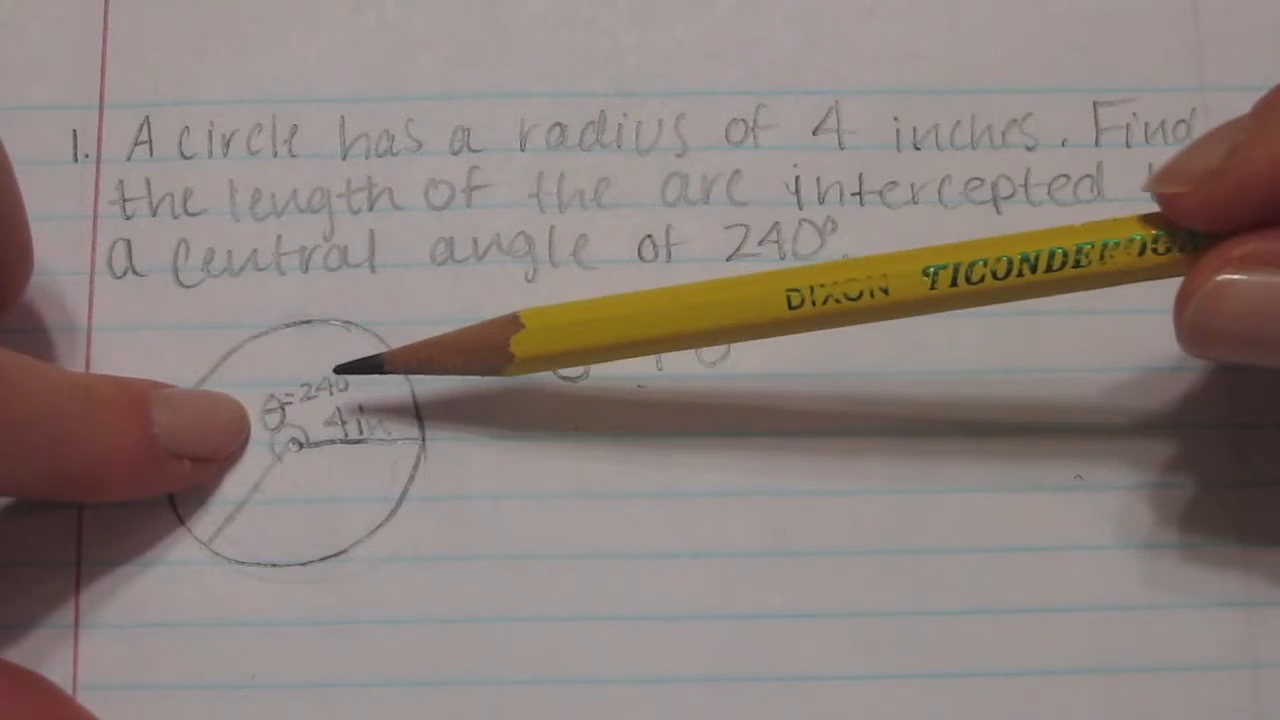 1. A circle has a radius of 4 inches. Find
the length of the arc intercepted
a central angle of 240°.
DIXON TICONDEROGA
θ=240
4in